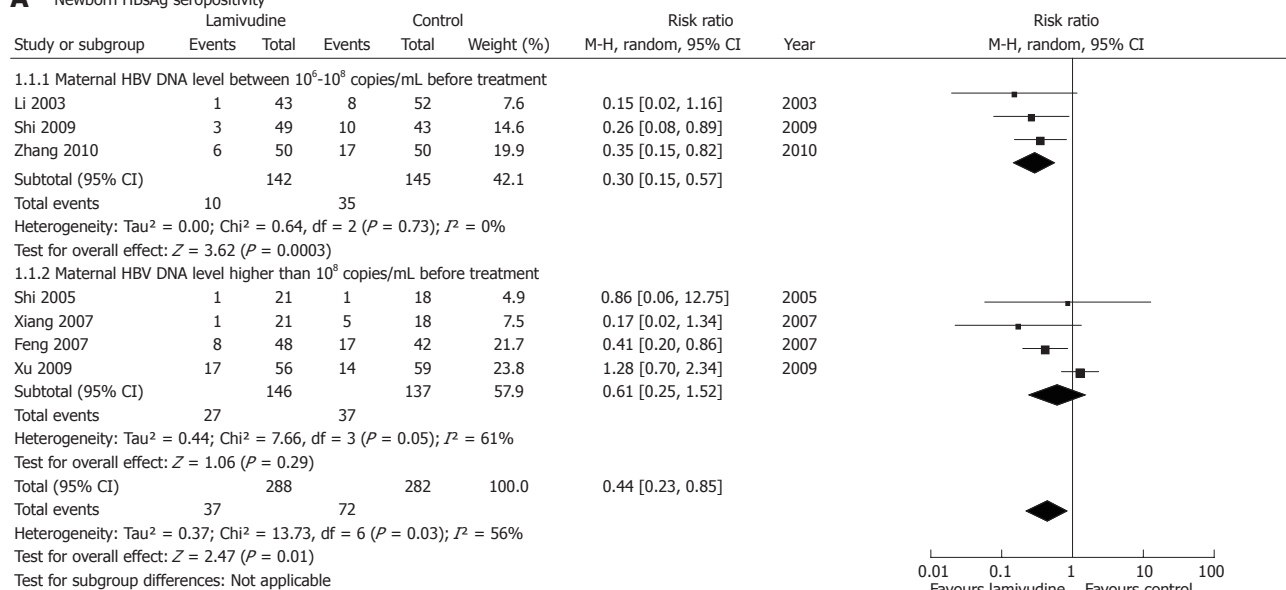 A Newborn HBsAg seropositivity
Lamivudine Control Risk ratio Risk ratio
Study or subgroup Events Total Events Total Weight (%) M-H, random, 95% CI Year M-H, random, 95% CI
1.1.1 Maternal HBV DNA level between 10⁶-10⁸ copies/mL before treatment
Li 2003 1 43 8 52 7.6 0.15 [0.02, 1.16] 2003
Shi 2009 3 49 10 43 14.6 0.26 [0.08, 0.89] 2009
Zhang 2010 6 50 17 50 19.9 0.35 [0.15, 0.82] 2010
Subtotal (95% CI) 142 145 42.1 0.30 [0.15, 0.57]
Total events 10 35
Heterogeneity: Tau² = 0.00; Chi² = 0.64, df = 2 (P = 0.73); I² = 0%
Test for overall effect: Z = 3.62 (P = 0.0003)
1.1.2 Maternal HBV DNA level higher than 10⁸ copies/mL before treatment
Shi 2005 1 21 1 18 4.9 0.86 [0.06, 12.75] 2005
Xiang 2007 1 21 5 18 7.5 0.17 [0.02, 1.34] 2007
Feng 2007 8 48 17 42 21.7 0.41 [0.20, 0.86] 2007
Xu 2009 17 56 14 59 23.8 1.28 [0.70, 2.34] 2009
Subtotal (95% CI) 146 137 57.9 0.61 [0.25, 1.52]
Total events 27 37
Heterogeneity: Tau² = 0.44; Chi² = 7.66, df = 3 (P = 0.05); I² = 61%
Test for overall effect: Z = 1.06 (P = 0.29)
Total (95% CI) 288 282 100.0 0.44 [0.23, 0.85]
Total events 37 72
Heterogeneity: Tau² = 0.37; Chi² = 13.73, df = 6 (P = 0.03); I² = 56%
Test for overall effect: Z = 2.47 (P = 0.01)
Test for subgroup differences: Not applicable
0.01 0.1 1 10 100
Favours lamivudine Favours control